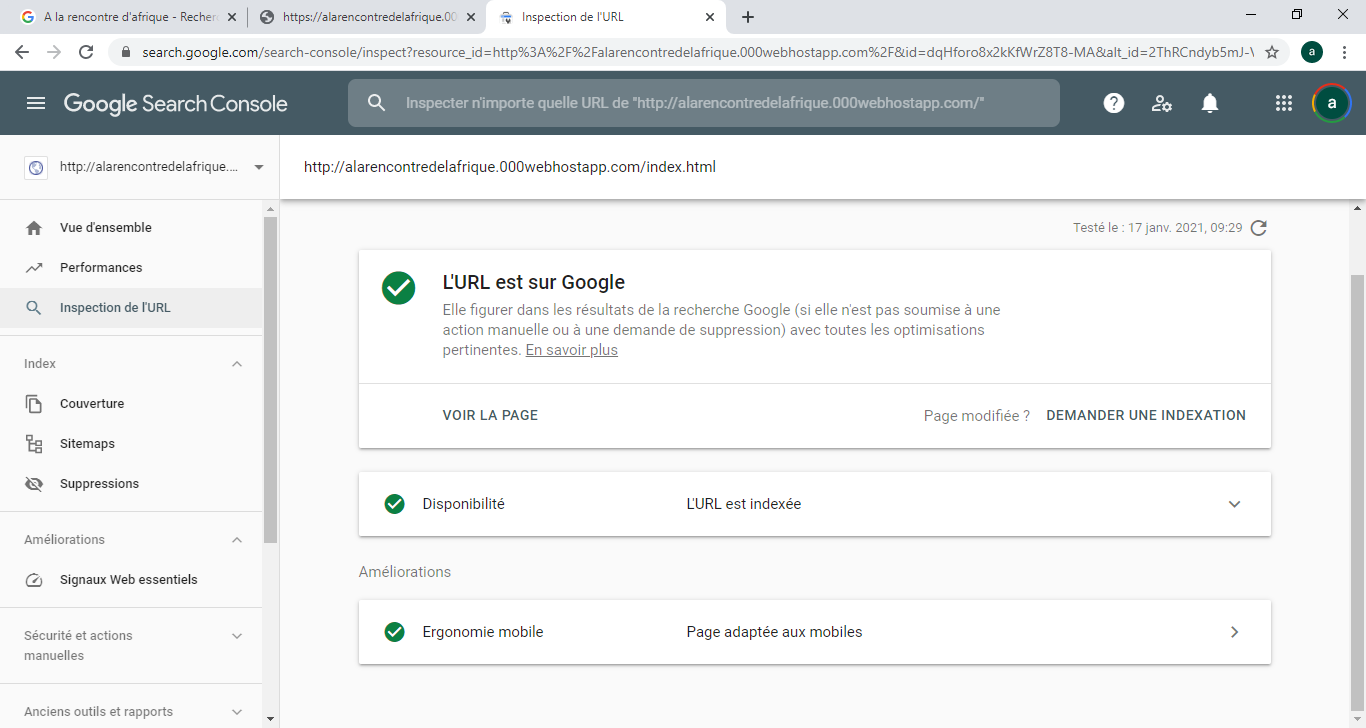 A la rencontre d'afrique - Recher
https://alarencontredelafrique.00
Inspection de l'URL
search.google.com/search-console/inspect?resource_id=http%3A%2F%2Falarencontredelafrique.000webhostapp.com%2F&id=dqHforo8x2kKfWrZ8T8-MA&alt_id=2ThRCndyb5mJ-V
a
Google Search Console
Inspecter n'importe quelle URL de "http://alarencontredelafrique.000webhostapp.com/"
a
http://alarencontredelafrique....
http://alarencontredelafrique.000webhostapp.com/index.html
Vue d'ensemble
Performances
Inspection de l'URL
Index
Couverture
Sitemaps
Suppressions
Améliorations
Signaux Web essentiels
Sécurité et actions
manuelles
Anciens outils et rapports
Testé le : 17 janv. 2021, 09:29
L'URL est sur Google
Elle figurer dans les résultats de la recherche Google (si elle n'est pas soumise à une
action manuelle ou à une demande de suppression) avec toutes les optimisations
pertinentes. En savoir plus
VOIR LA PAGE
Page modifiée ? DEMANDER UNE INDEXATION
Disponibilité L'URL est indexée
Améliorations
Ergonomie mobile Page adaptée aux mobiles